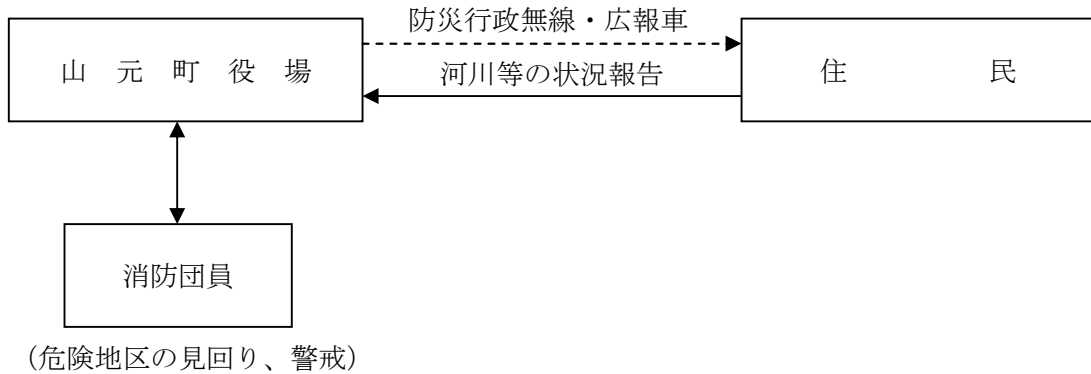 防災行政無線・広報車
山　元　町　役　場
河川等の状況報告
住　　　　民
消防団員
（危険地区の見回り、警戒）